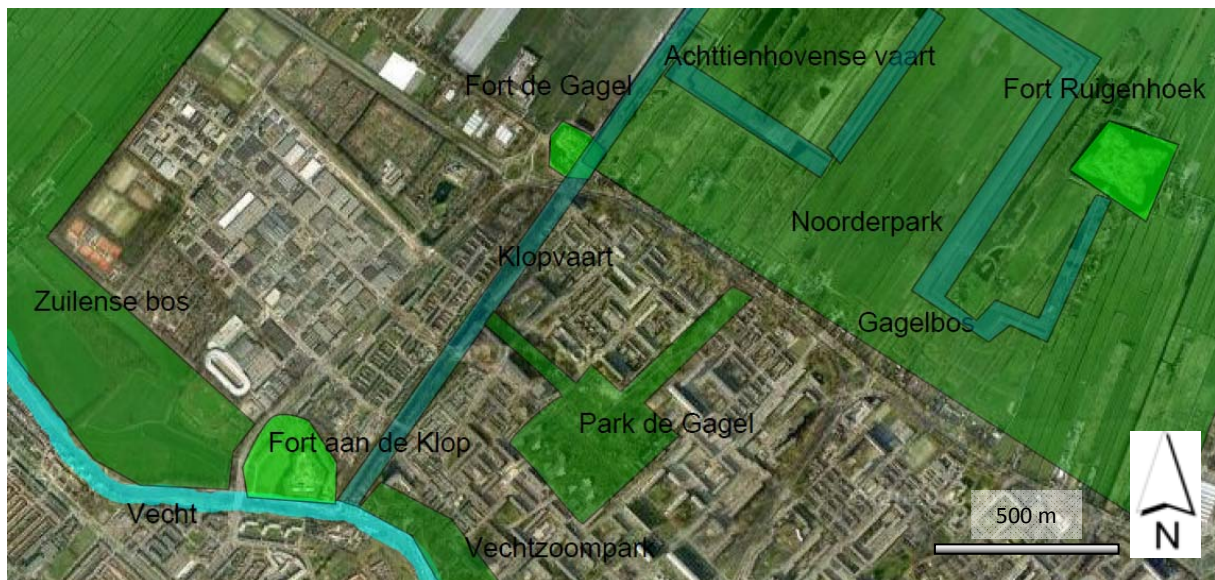 Achttienhovense vaart
Fort de Gagel
Fort Ruigenhoek
Noorderpark
Klopvaart
Zuilense bos
Gagelbos
Park de Gagel
Fort aan de Klop
Vecht
500 m
Vechtzoompark
N